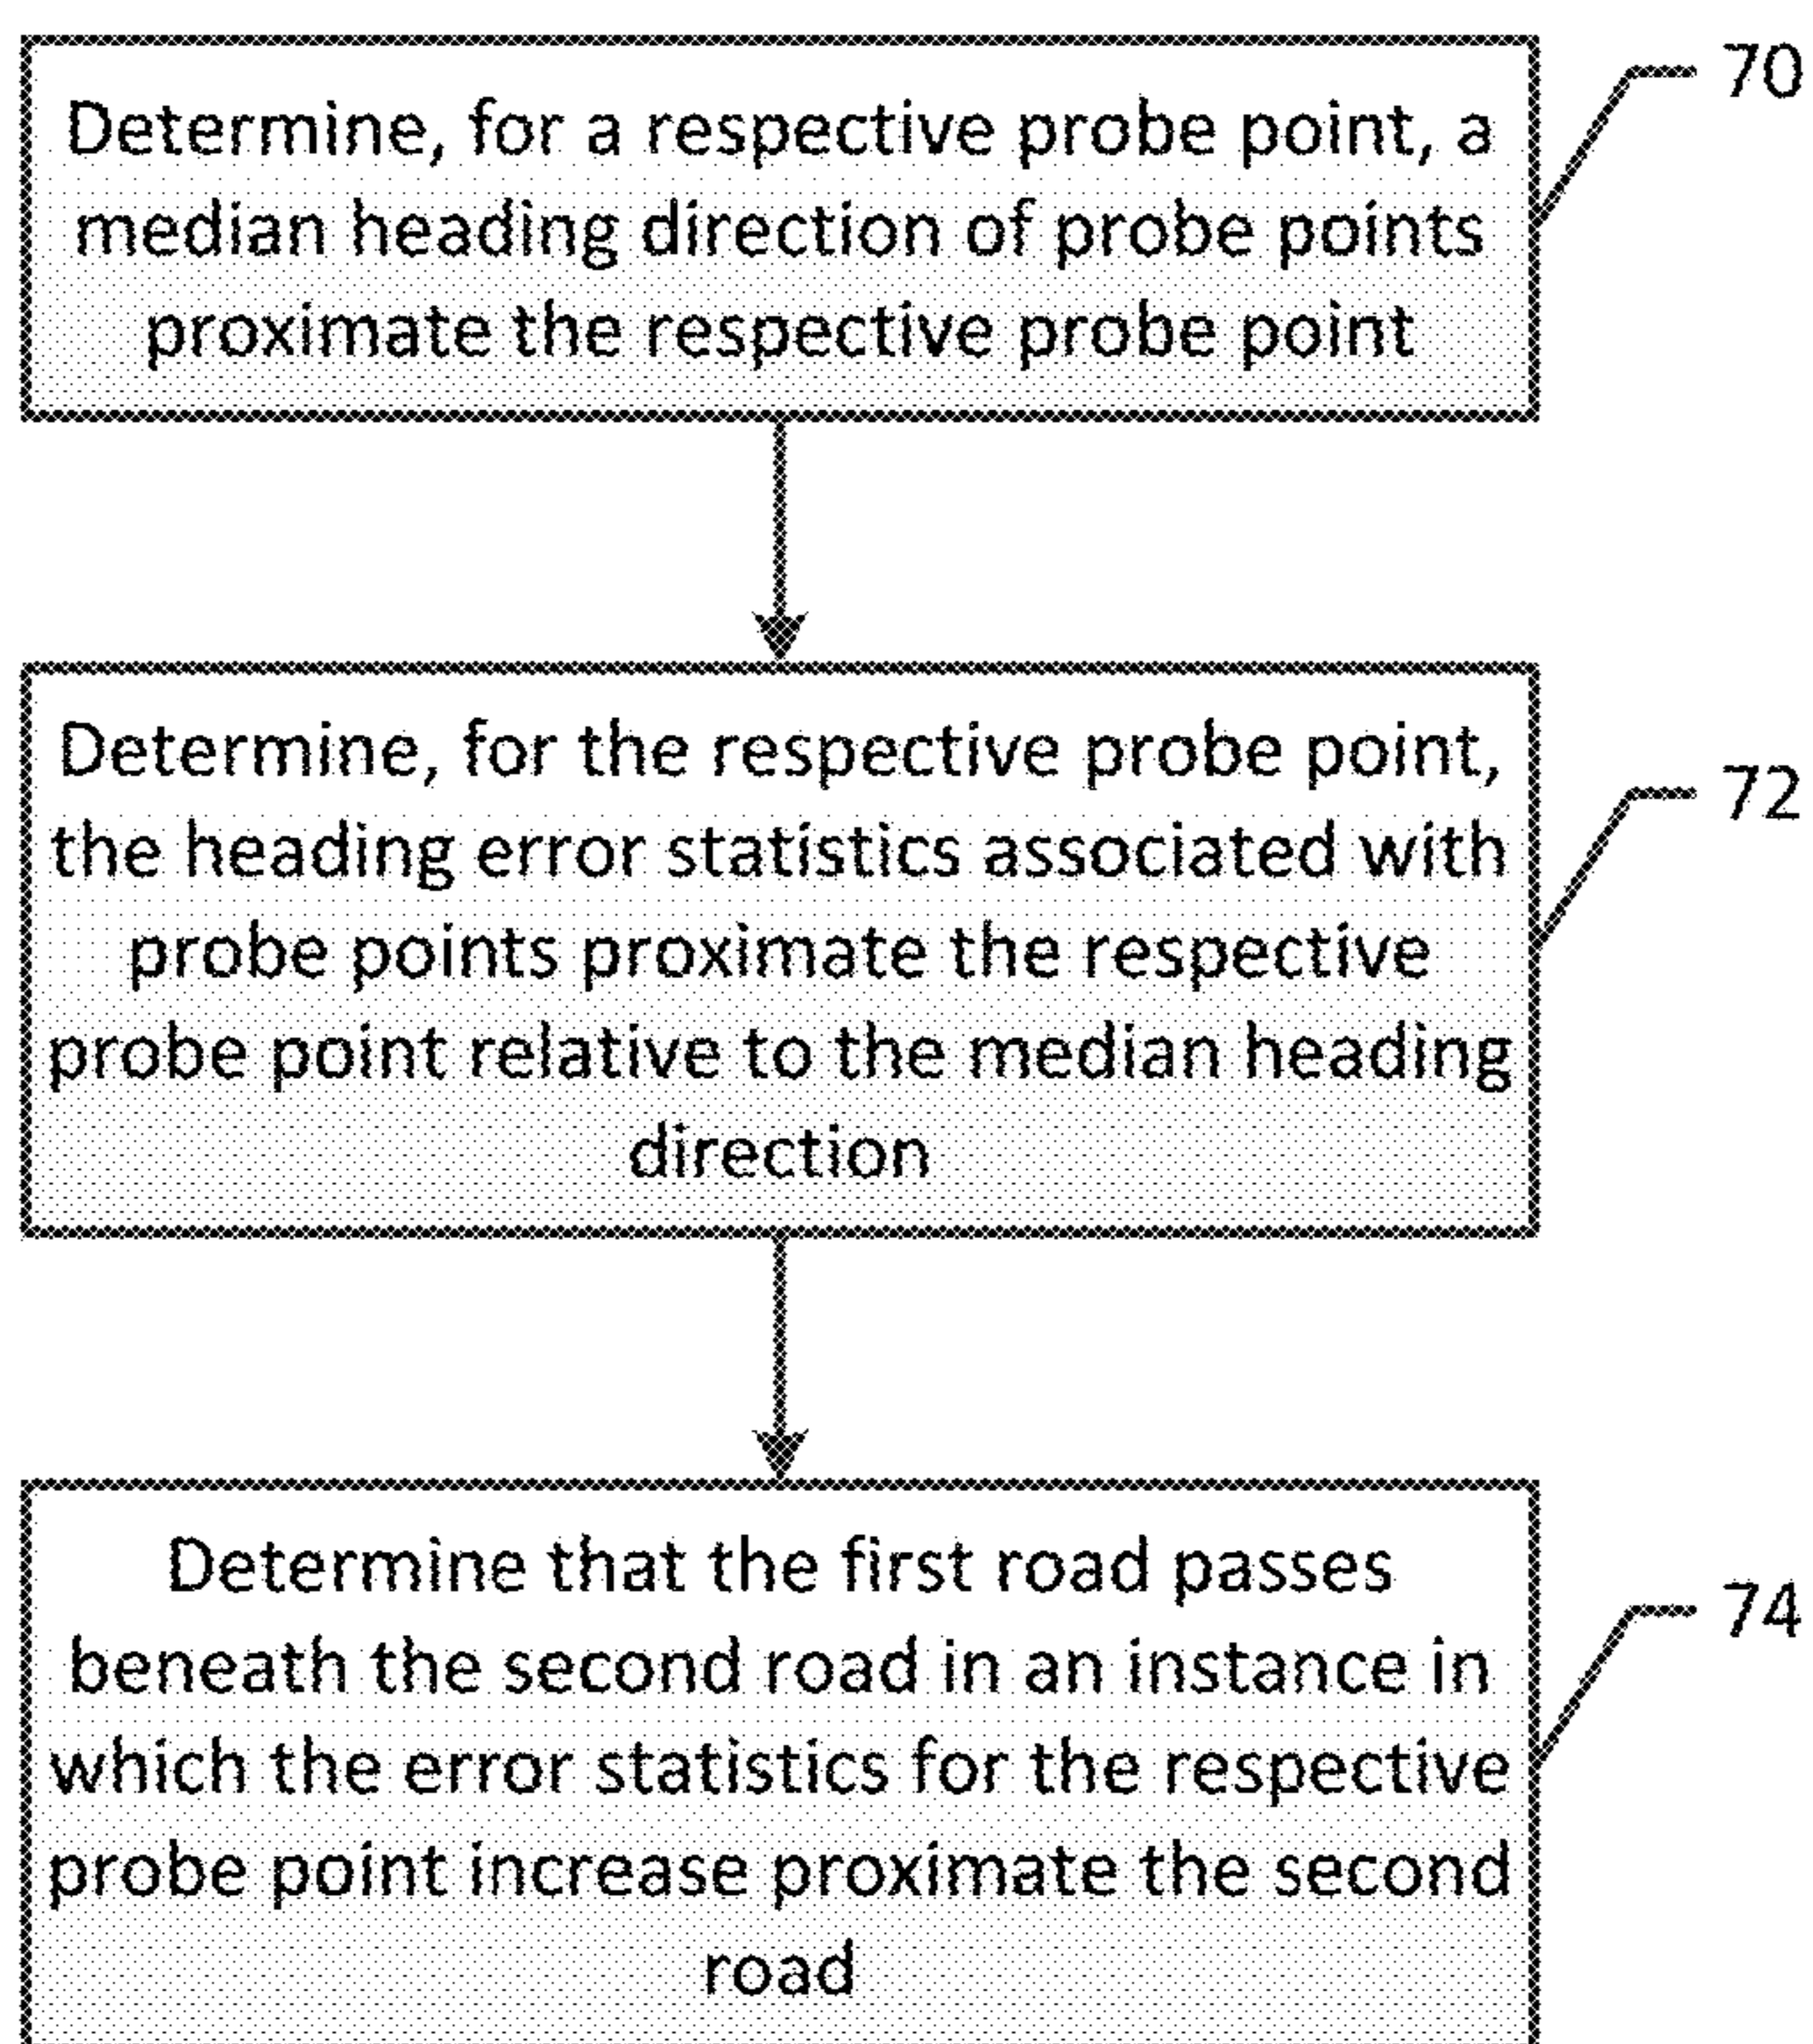 Determine, for a respective probe point, a
median heading direction of probe points
proximate the respective probe point
70
Determine, for the respective probe point,
the heading error statistics associated with
probe points proximate the respective
probe point relative to the median heading
direction
72
Determine that the first road passes
beneath the second road in an instance in
which the error statistics for the respective
probe point increase proximate the second
road
74